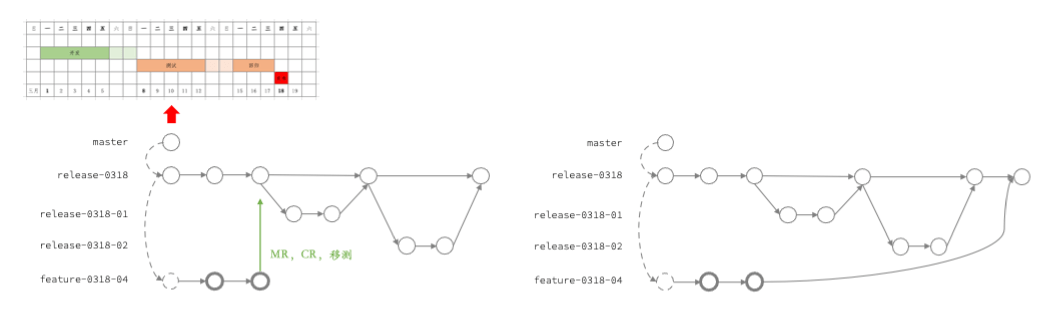 日 一 二 三 四 五 六 日 一 二 三 四 五 六 日 一 二 三 四 五 六
开发
测试
三月 1 2 3 4 5 8 9 10 11 12 15 16 17 18 19
master
release-0318
release-0318-01
release-0318-02
feature-0318-04
MR，CR，移测
master
release-0318
release-0318-01
release-0318-02
feature-0318-04